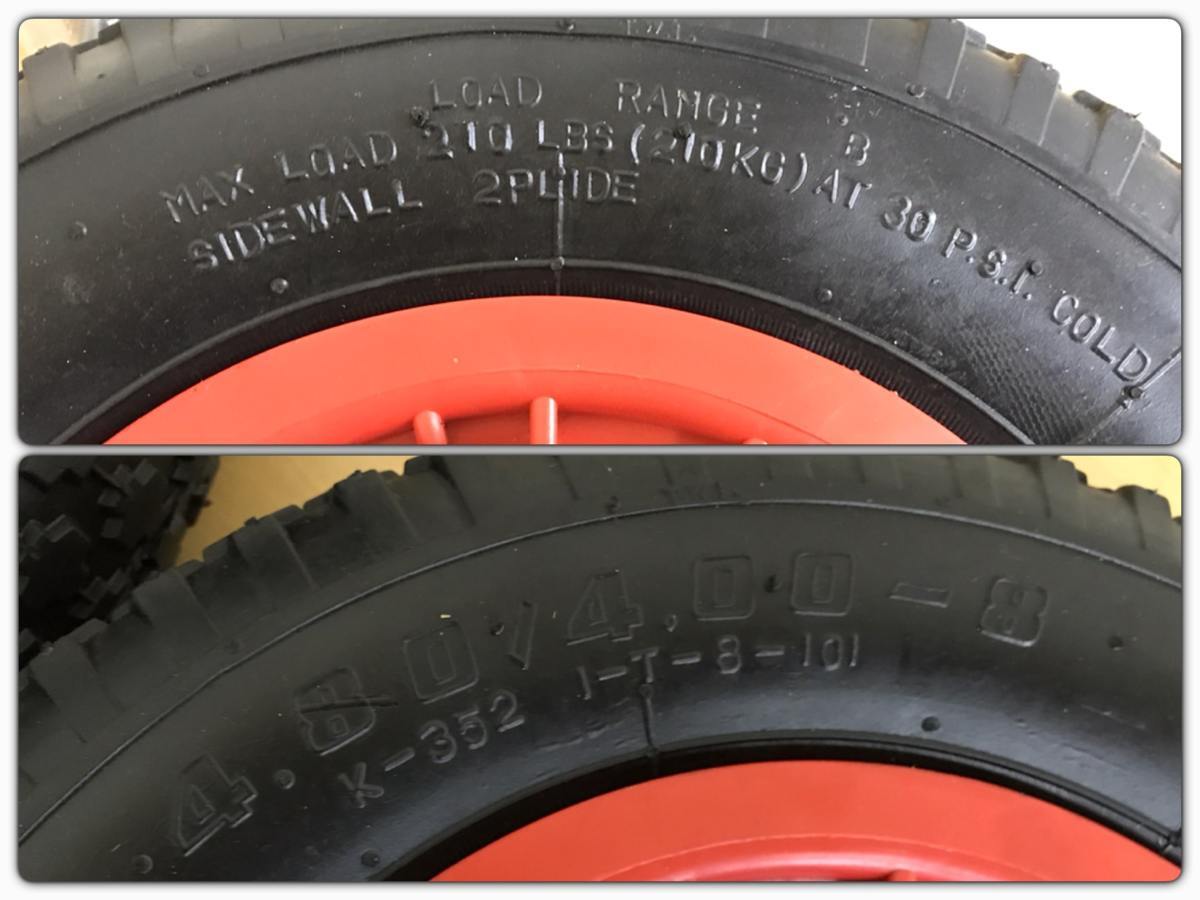 LOAD RANGE B
MAX LOAD 210 LBS (210KG) AT 30 P.S.I. COLD
SIDEWALL 2PLIDE
4.80/4.00-8
K-352 1-T-8-101